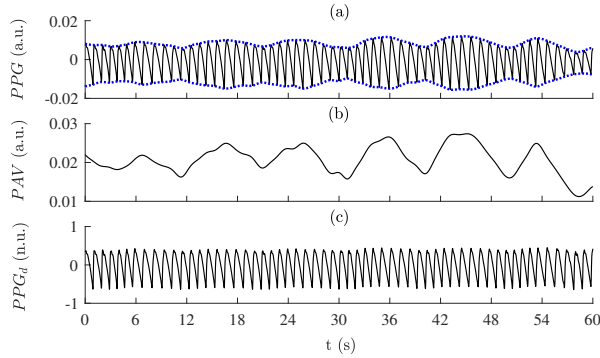 (a)
0.02
0
-0.02
PPG (a.u.)
(b)
0.03
0.02
0.01
PAV (a.u.)
(c)
1
0
-1
PPG_d (n.u.)
0 6 12 18 24 30 36 42 48 54 60
t (s)